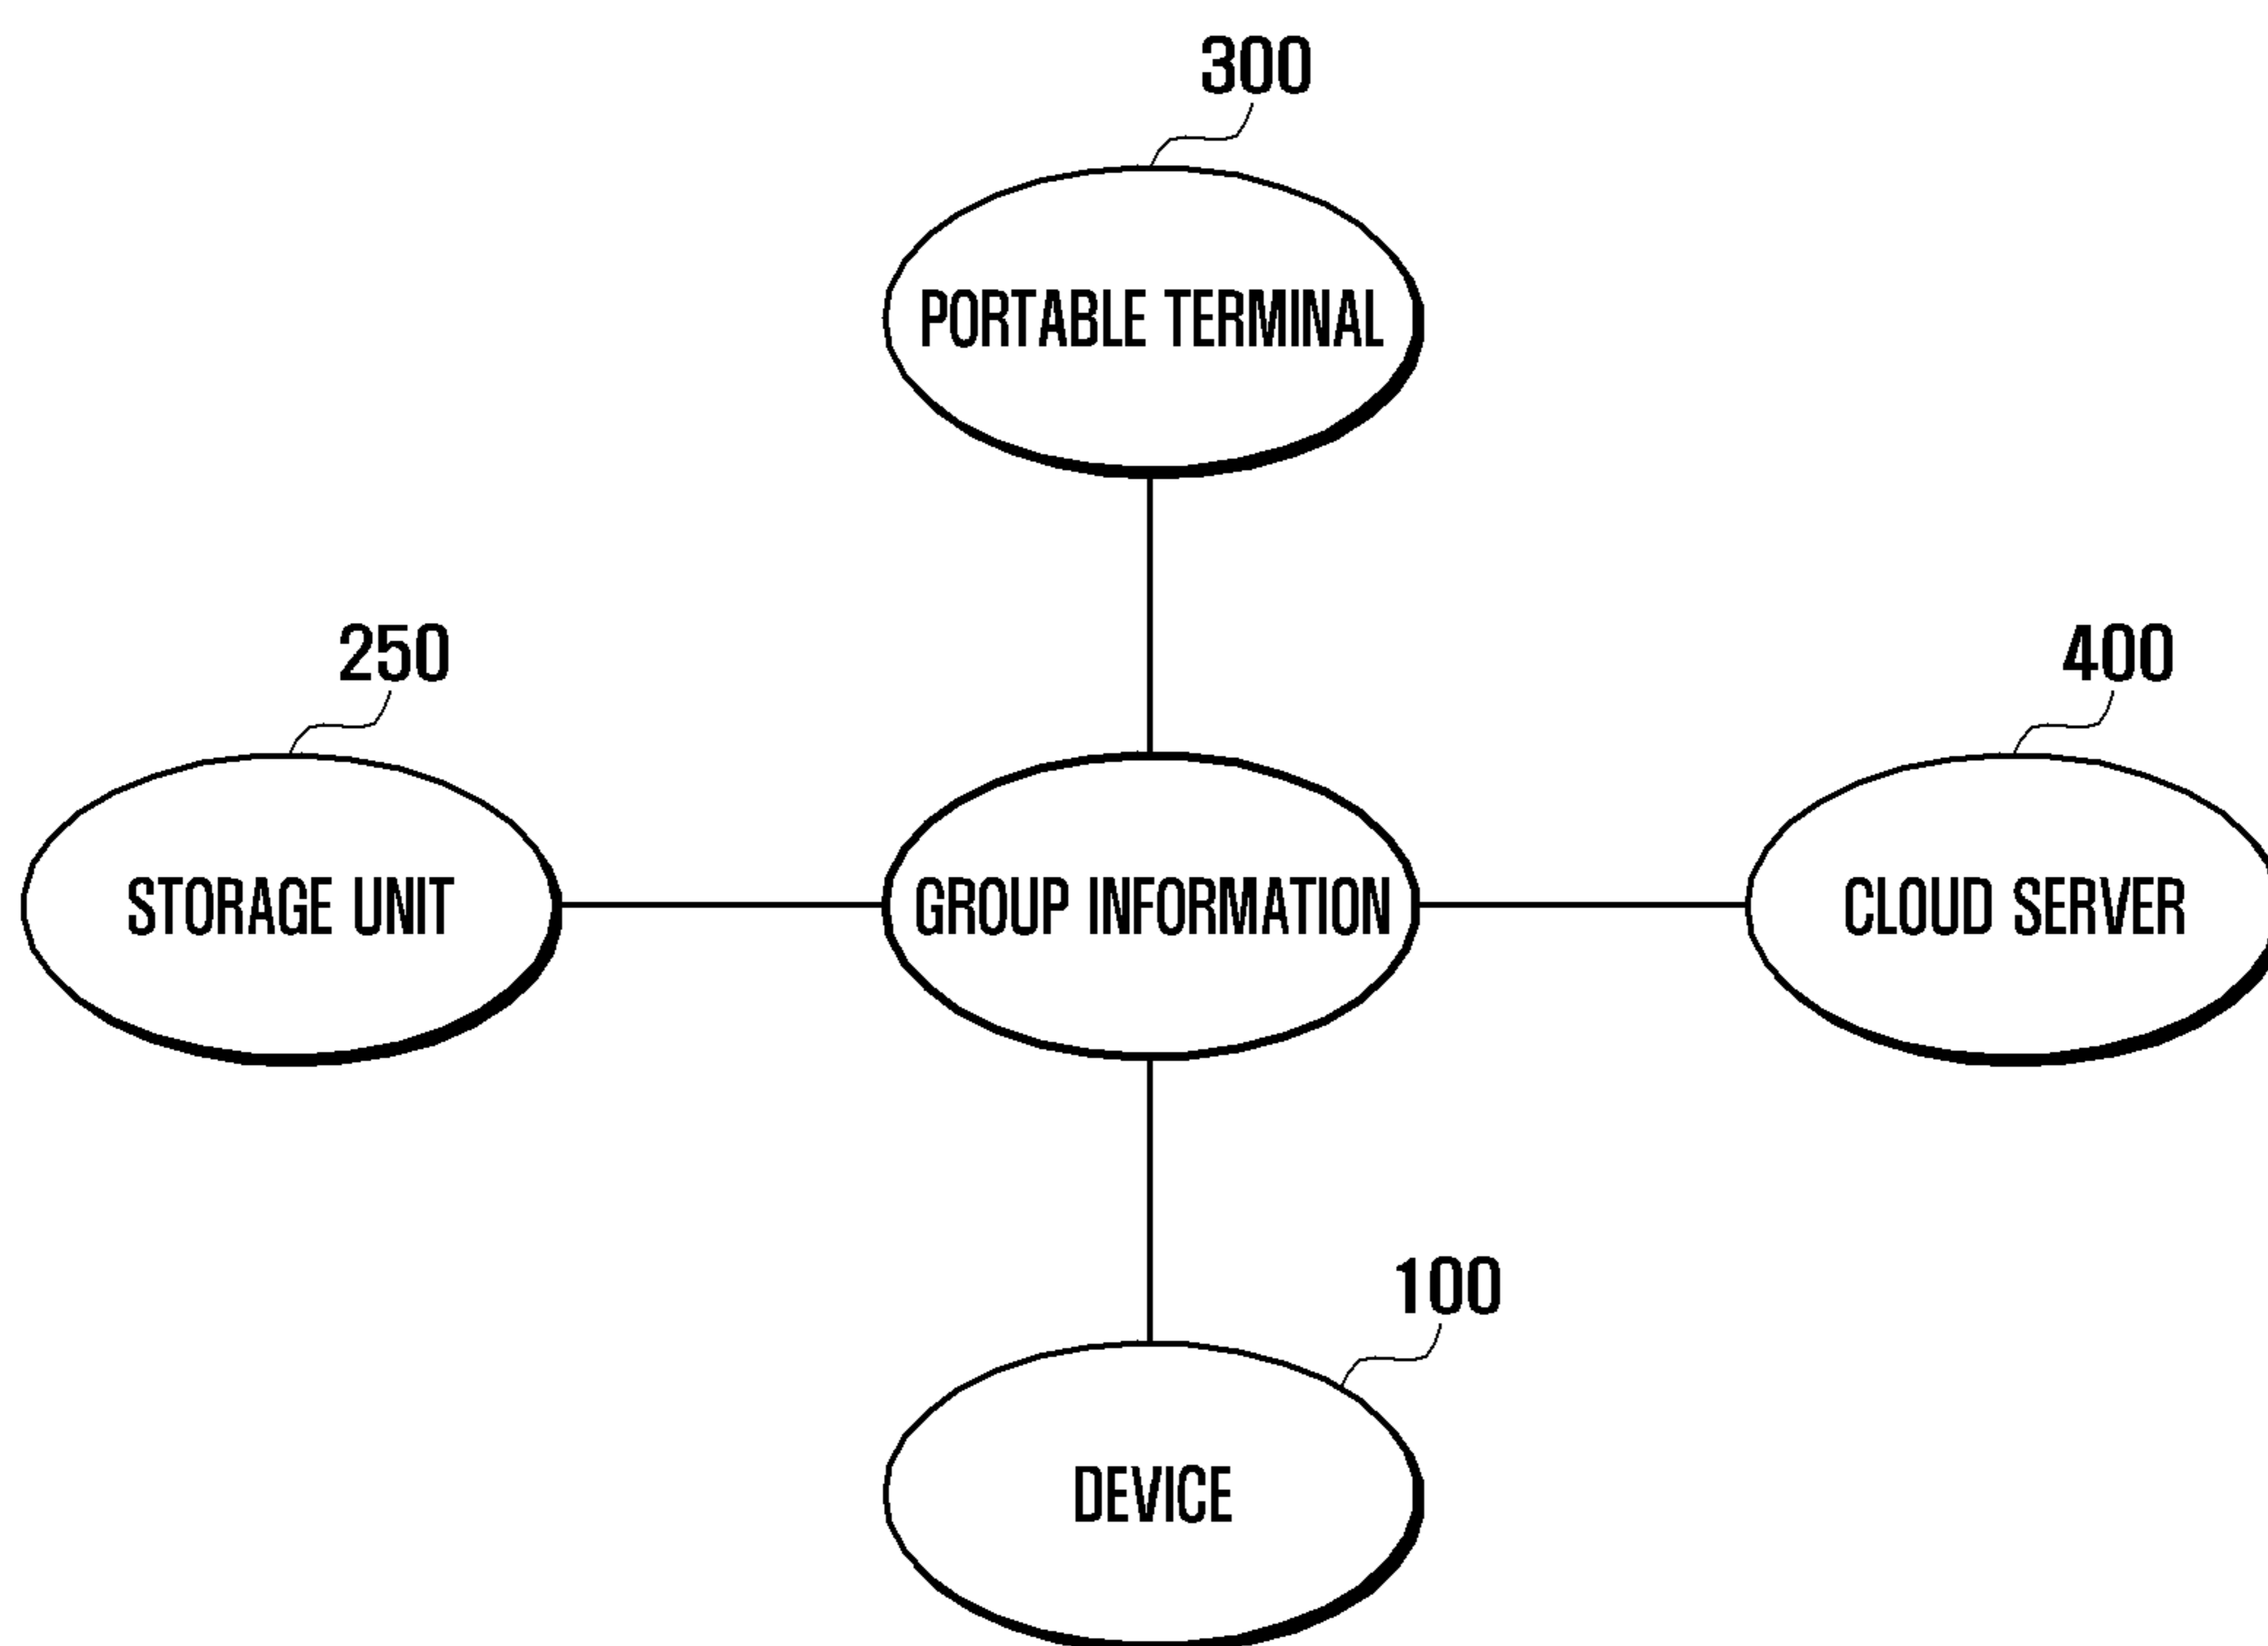 300
PORTABLE TERMINAL
250
400
STORAGE UNIT
GROUP INFORMATION
CLOUD SERVER
100
DEVICE